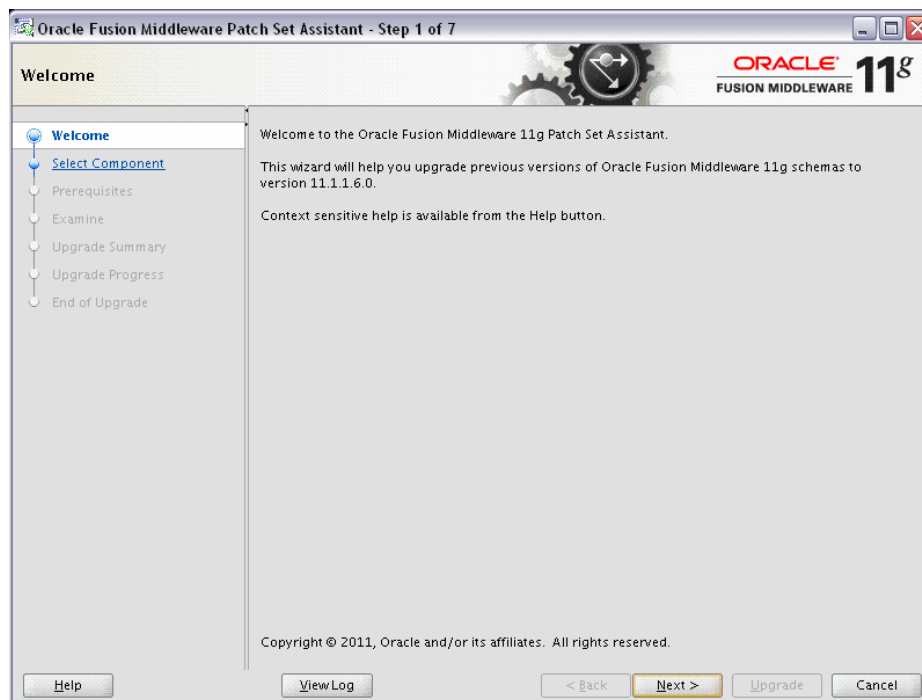 Oracle Fusion Middleware Patch Set Assistant - Step 1 of 7
Welcome
ORACLE
FUSION MIDDLEWARE
11g
Welcome
Select Component
Prerequisites
Examine
Upgrade Summary
Upgrade Progress
End of Upgrade
Welcome to the Oracle Fusion Middleware 11g Patch Set Assistant.
This wizard will help you upgrade previous versions of Oracle Fusion Middleware 11g schemas to
version 11.1.1.6.0.
Context sensitive help is available from the Help button.
Copyright © 2011, Oracle and/or its affiliates. All rights reserved.
Help
View Log
< Back
Next >
Upgrade
Cancel